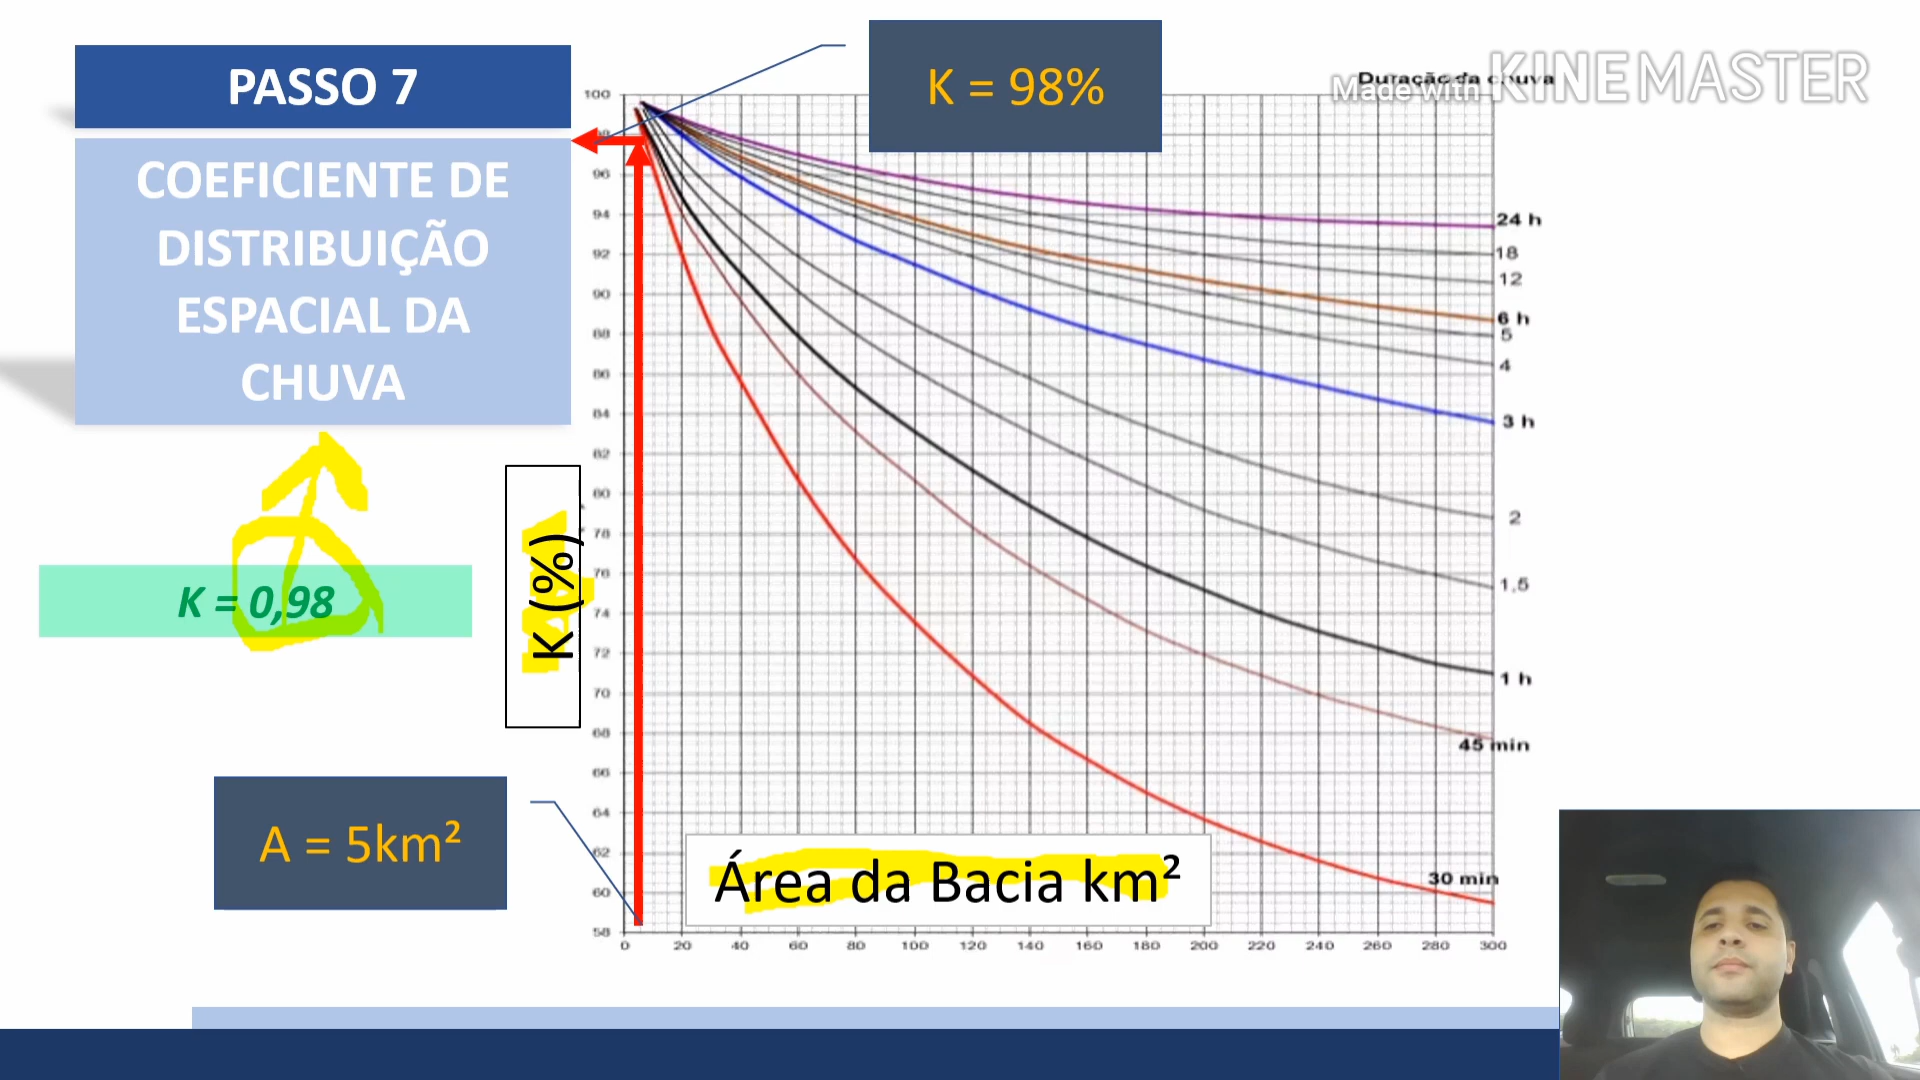 PASSO 7
COEFICIENTE DE
DISTRIBUIÇÃO
ESPACIAL DA
CHUVA
K = 0,98
A = 5km²
K (%)
K = 98%
Made with KINEMASTER
Duração da chuva
100
96
94
92
90
88
86
84
82
80
78
76
74
72
70
68
66
64
62
60
58
0 20 40 60 80 100 120 140 160 180 200 220 240 260 280 300
24 h
18
12
6 h
5
4
3 h
2
1.5
1 h
45 min
30 min
Área da Bacia km²